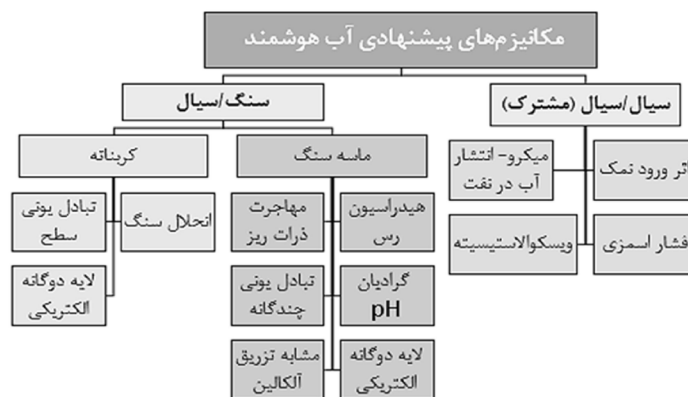 مکانیزم‌های پیشنهادی آب هوشمند
سیال/سیال (مشترک)
سنگ/سیال
اثر ورود نمک
میکرو- انتشار
آب در نفت
فشار اسمزی
ویسکوالاستیسیته
ماسه سنگ
کربناته
هیدراسیون
رس
مهاجرت
ذرات ریز
گرادیان
pH
تبادل یونی
چندگانه
لایه دوگانه
الکتریکی
مشابه تزریق
آلکالین
انحلال سنگ
تبادل یونی
سطح
لایه دوگانه
الکتریکی